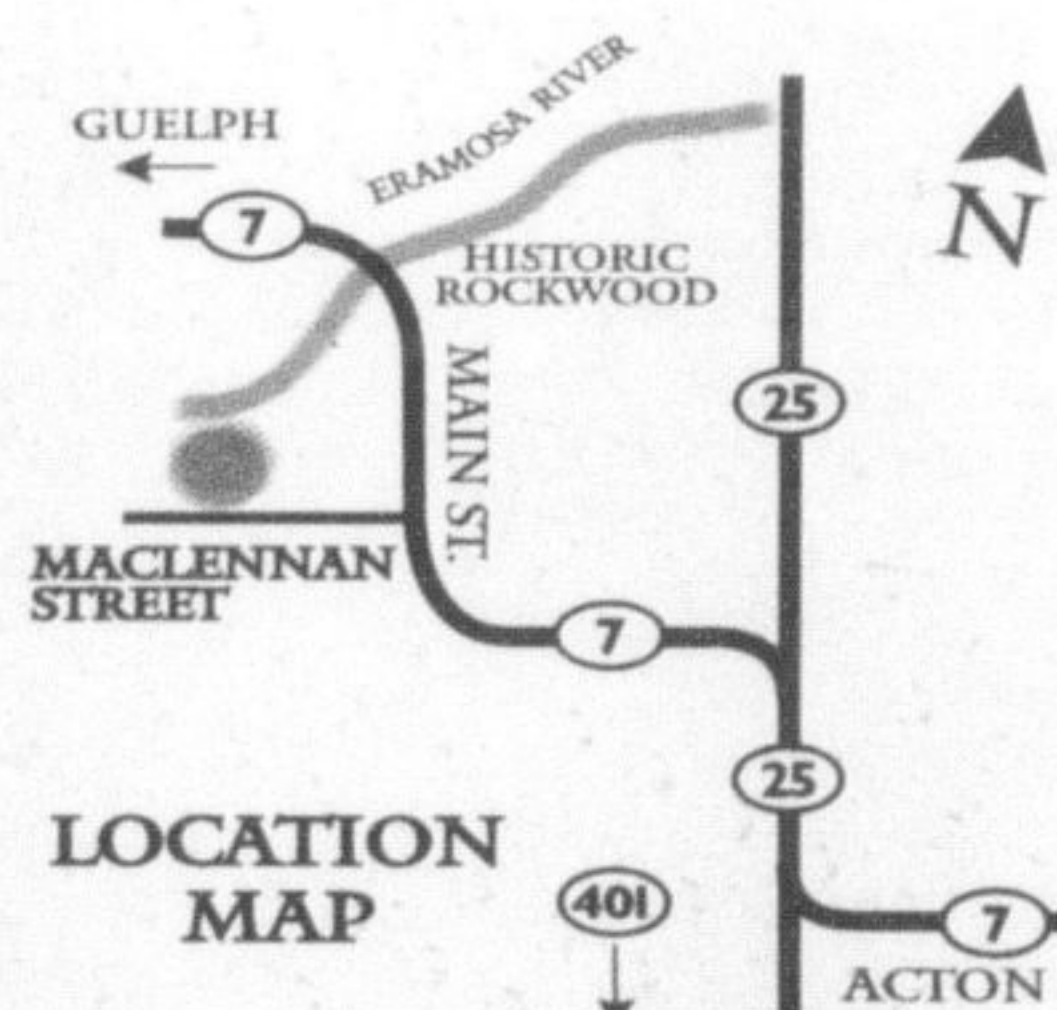 GUELPH
ERAMOSA RIVER
7
N
HISTORIC
ROCKWOOD
MAIN ST.
25
MACLENNAN
STREET
7
25
LOCATION
MAP
401
7
ACTON